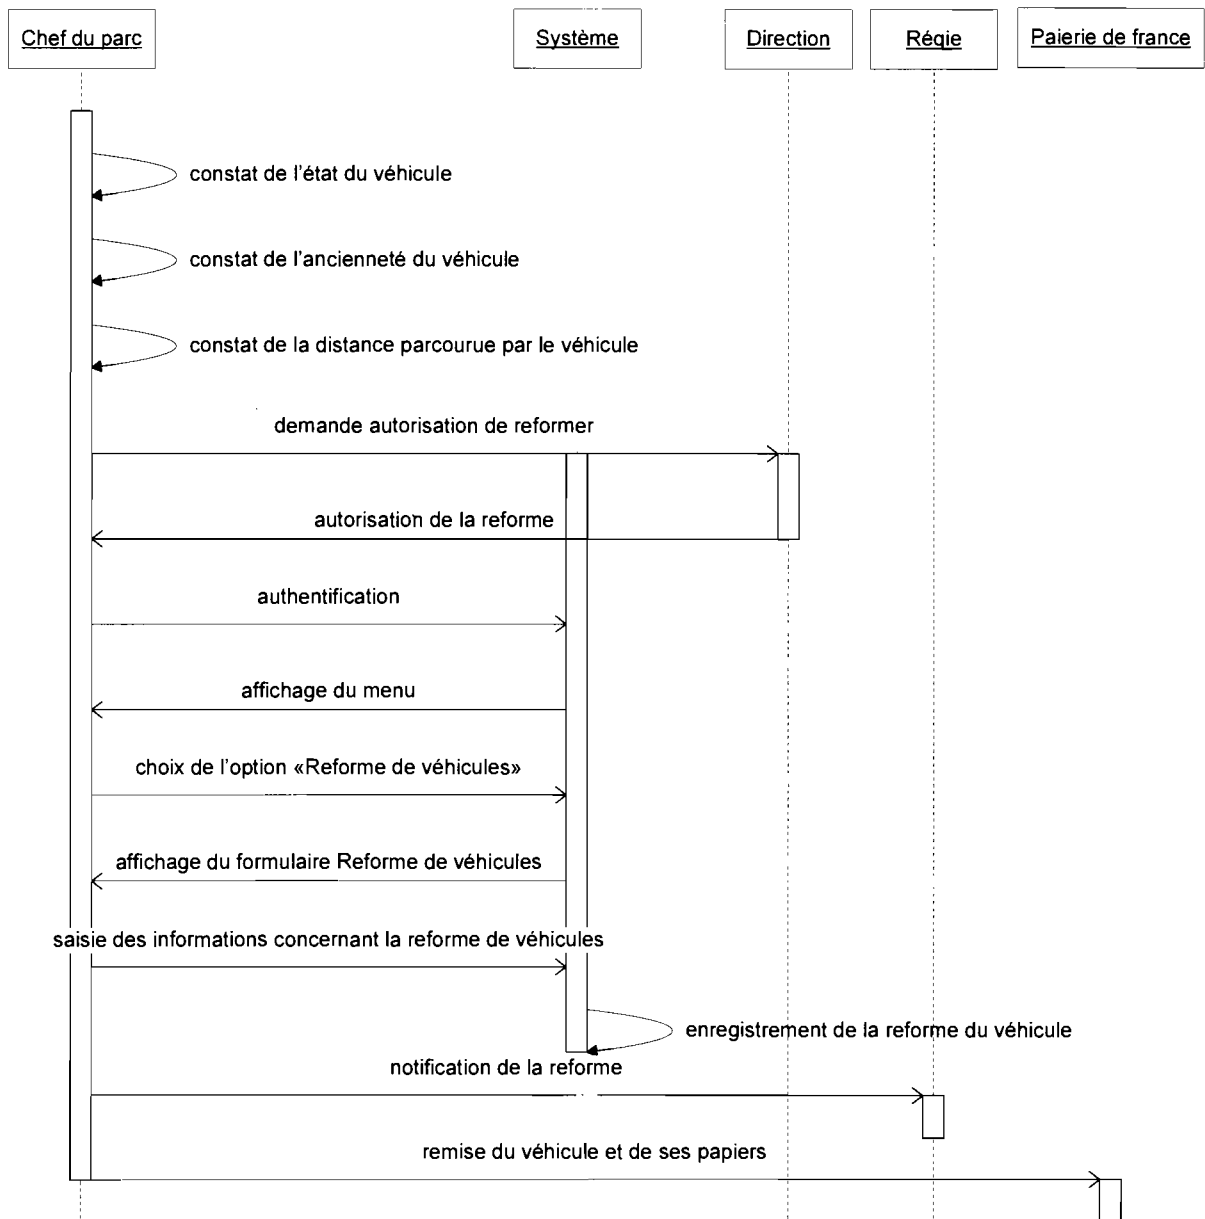 Chef du parc
Système
Direction
Régie
Paierie de france
constat de l'état du véhicule
constat de l'ancienneté du véhicule
constat de la distance parcourue par le véhicule
demande autorisation de reformer
autorisation de la reforme
authentification
affichage du menu
choix de l'option «Reforme de véhicules»
affichage du formulaire Reforme de véhicules
saisie des informations concernant la reforme de véhicules
enregistrement de la reforme du véhicule
notification de la reforme
remise du véhicule et de ses papiers